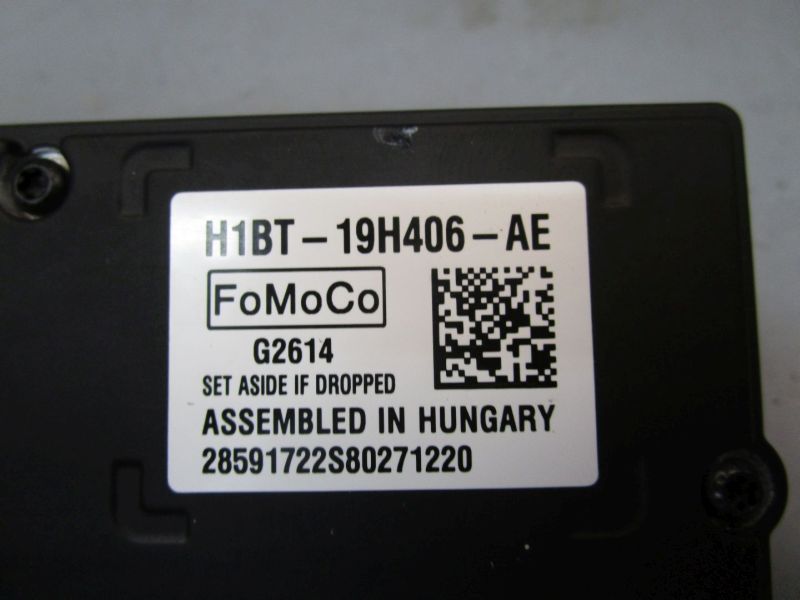 H1BT-19H406-AE
FoMoCo
G2614
SET ASIDE IF DROPPED
ASSEMBLED IN HUNGARY
28591722S80271220